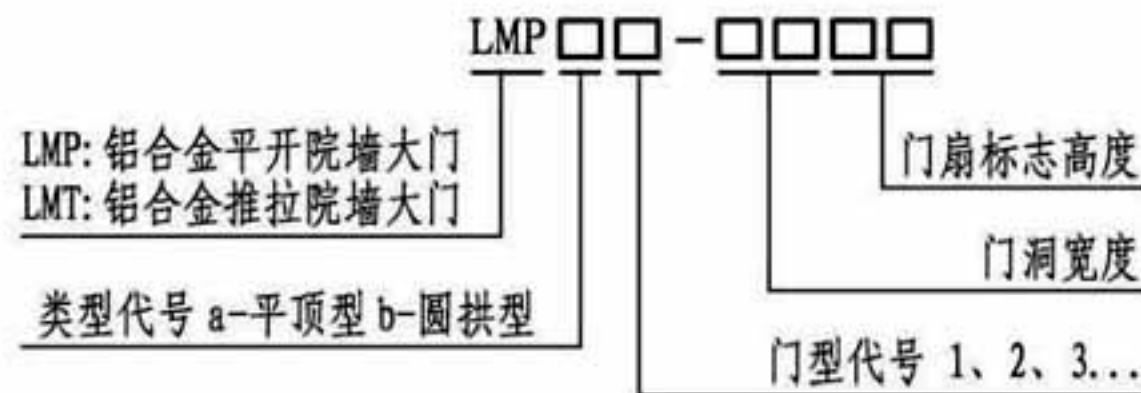 LMP□□-□□□□
LMP: 铝合金平开院墙大门
LMT: 铝合金推拉院墙大门
门扇标志高度
门洞宽度
类型代号 a-平顶型 b-圆拱型
门型代号 1、2、3...